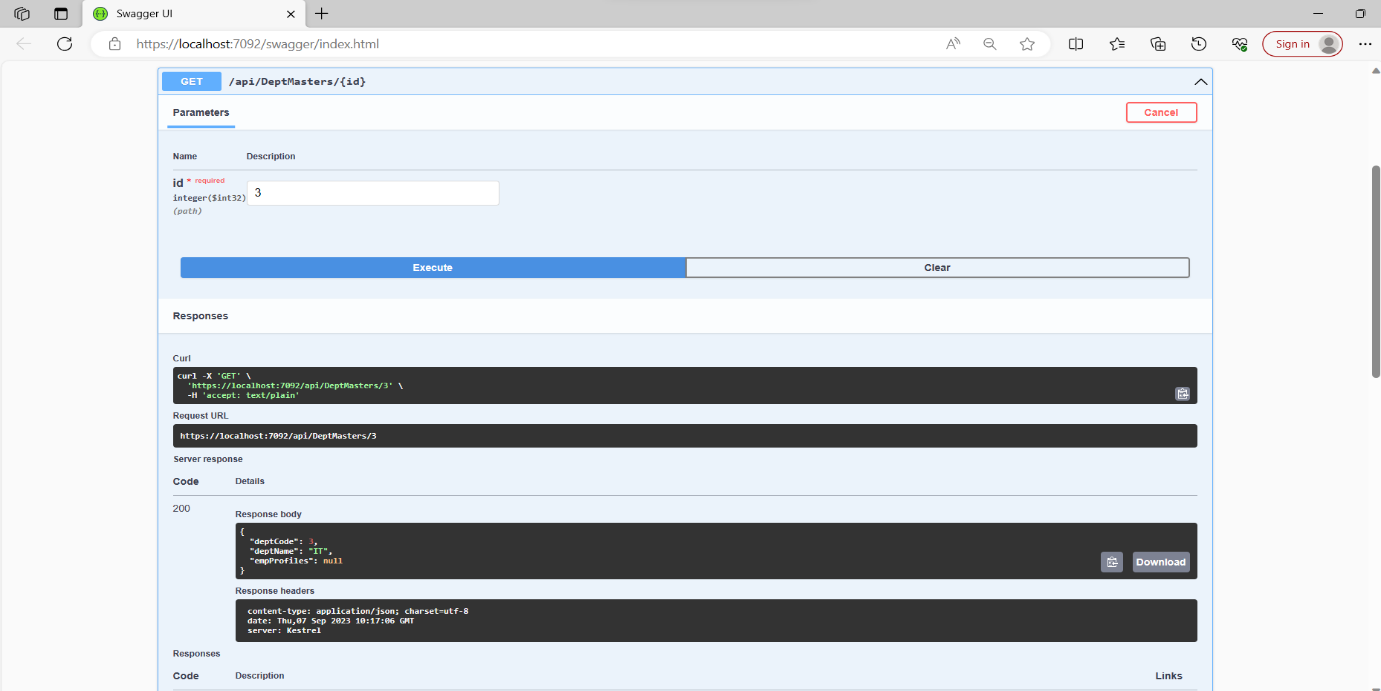 Swagger UI
https://localhost:7092/swagger/index.html
Sign in
GET /api/DeptMasters/{id}
Parameters
Cancel
Name Description
id * required
integer($int32)
(path)
3
Execute
Clear
Responses
Curl
curl -X 'GET' \
'https://localhost:7092/api/DeptMasters/3' \
-H 'accept: text/plain'
Request URL
https://localhost:7092/api/DeptMasters/3
Server response
Code Details
200
Response body
{
"deptCode": 3,
"deptName": "IT",
"empProfiles": null
}
Download
Response headers
content-type: application/json; charset=utf-8
date: Thu,07 Sep 2023 10:17:06 GMT
server: Kestrel
Responses
Code Description Links